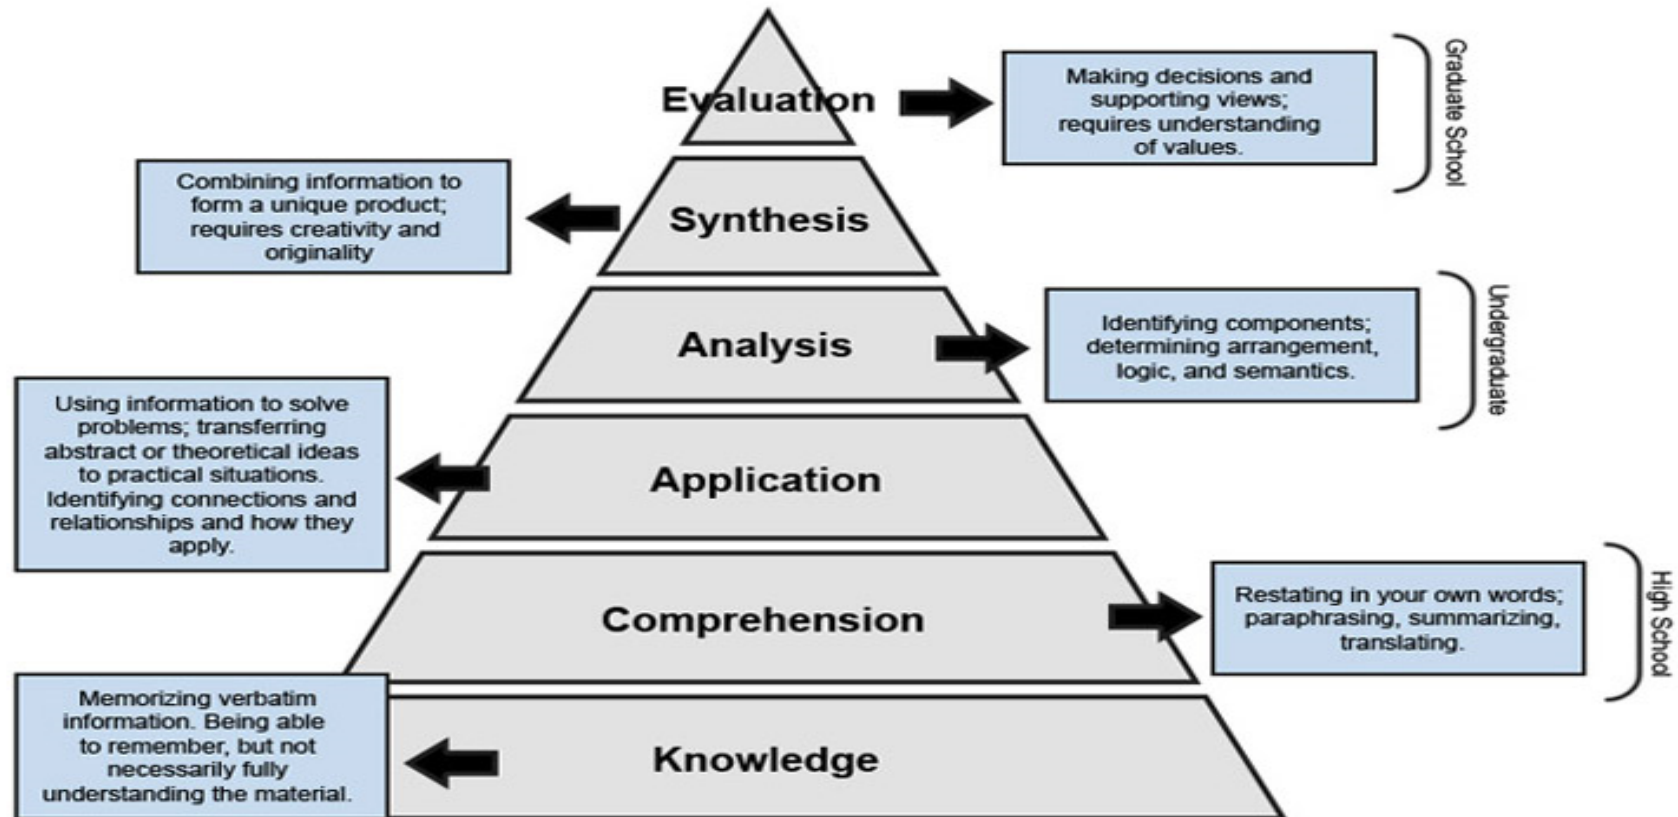 Evaluation
Making decisions and
supporting views;
requires understanding
of values.
Graduate School
Combining information to
form a unique product;
requires creativity and
originality
Synthesis
Analysis
Identifying components;
determining arrangement,
logic, and semantics.
Undergraduate
Using information to solve
problems; transferring
abstract or theoretical ideas
to practical situations.
Identifying connections and
relationships and how they
apply.
Application
Comprehension
Restating in your own words;
paraphrasing, summarizing,
translating.
High School
Memorizing verbatim
information. Being able
to remember, but not
necessarily fully
understanding the material.
Knowledge